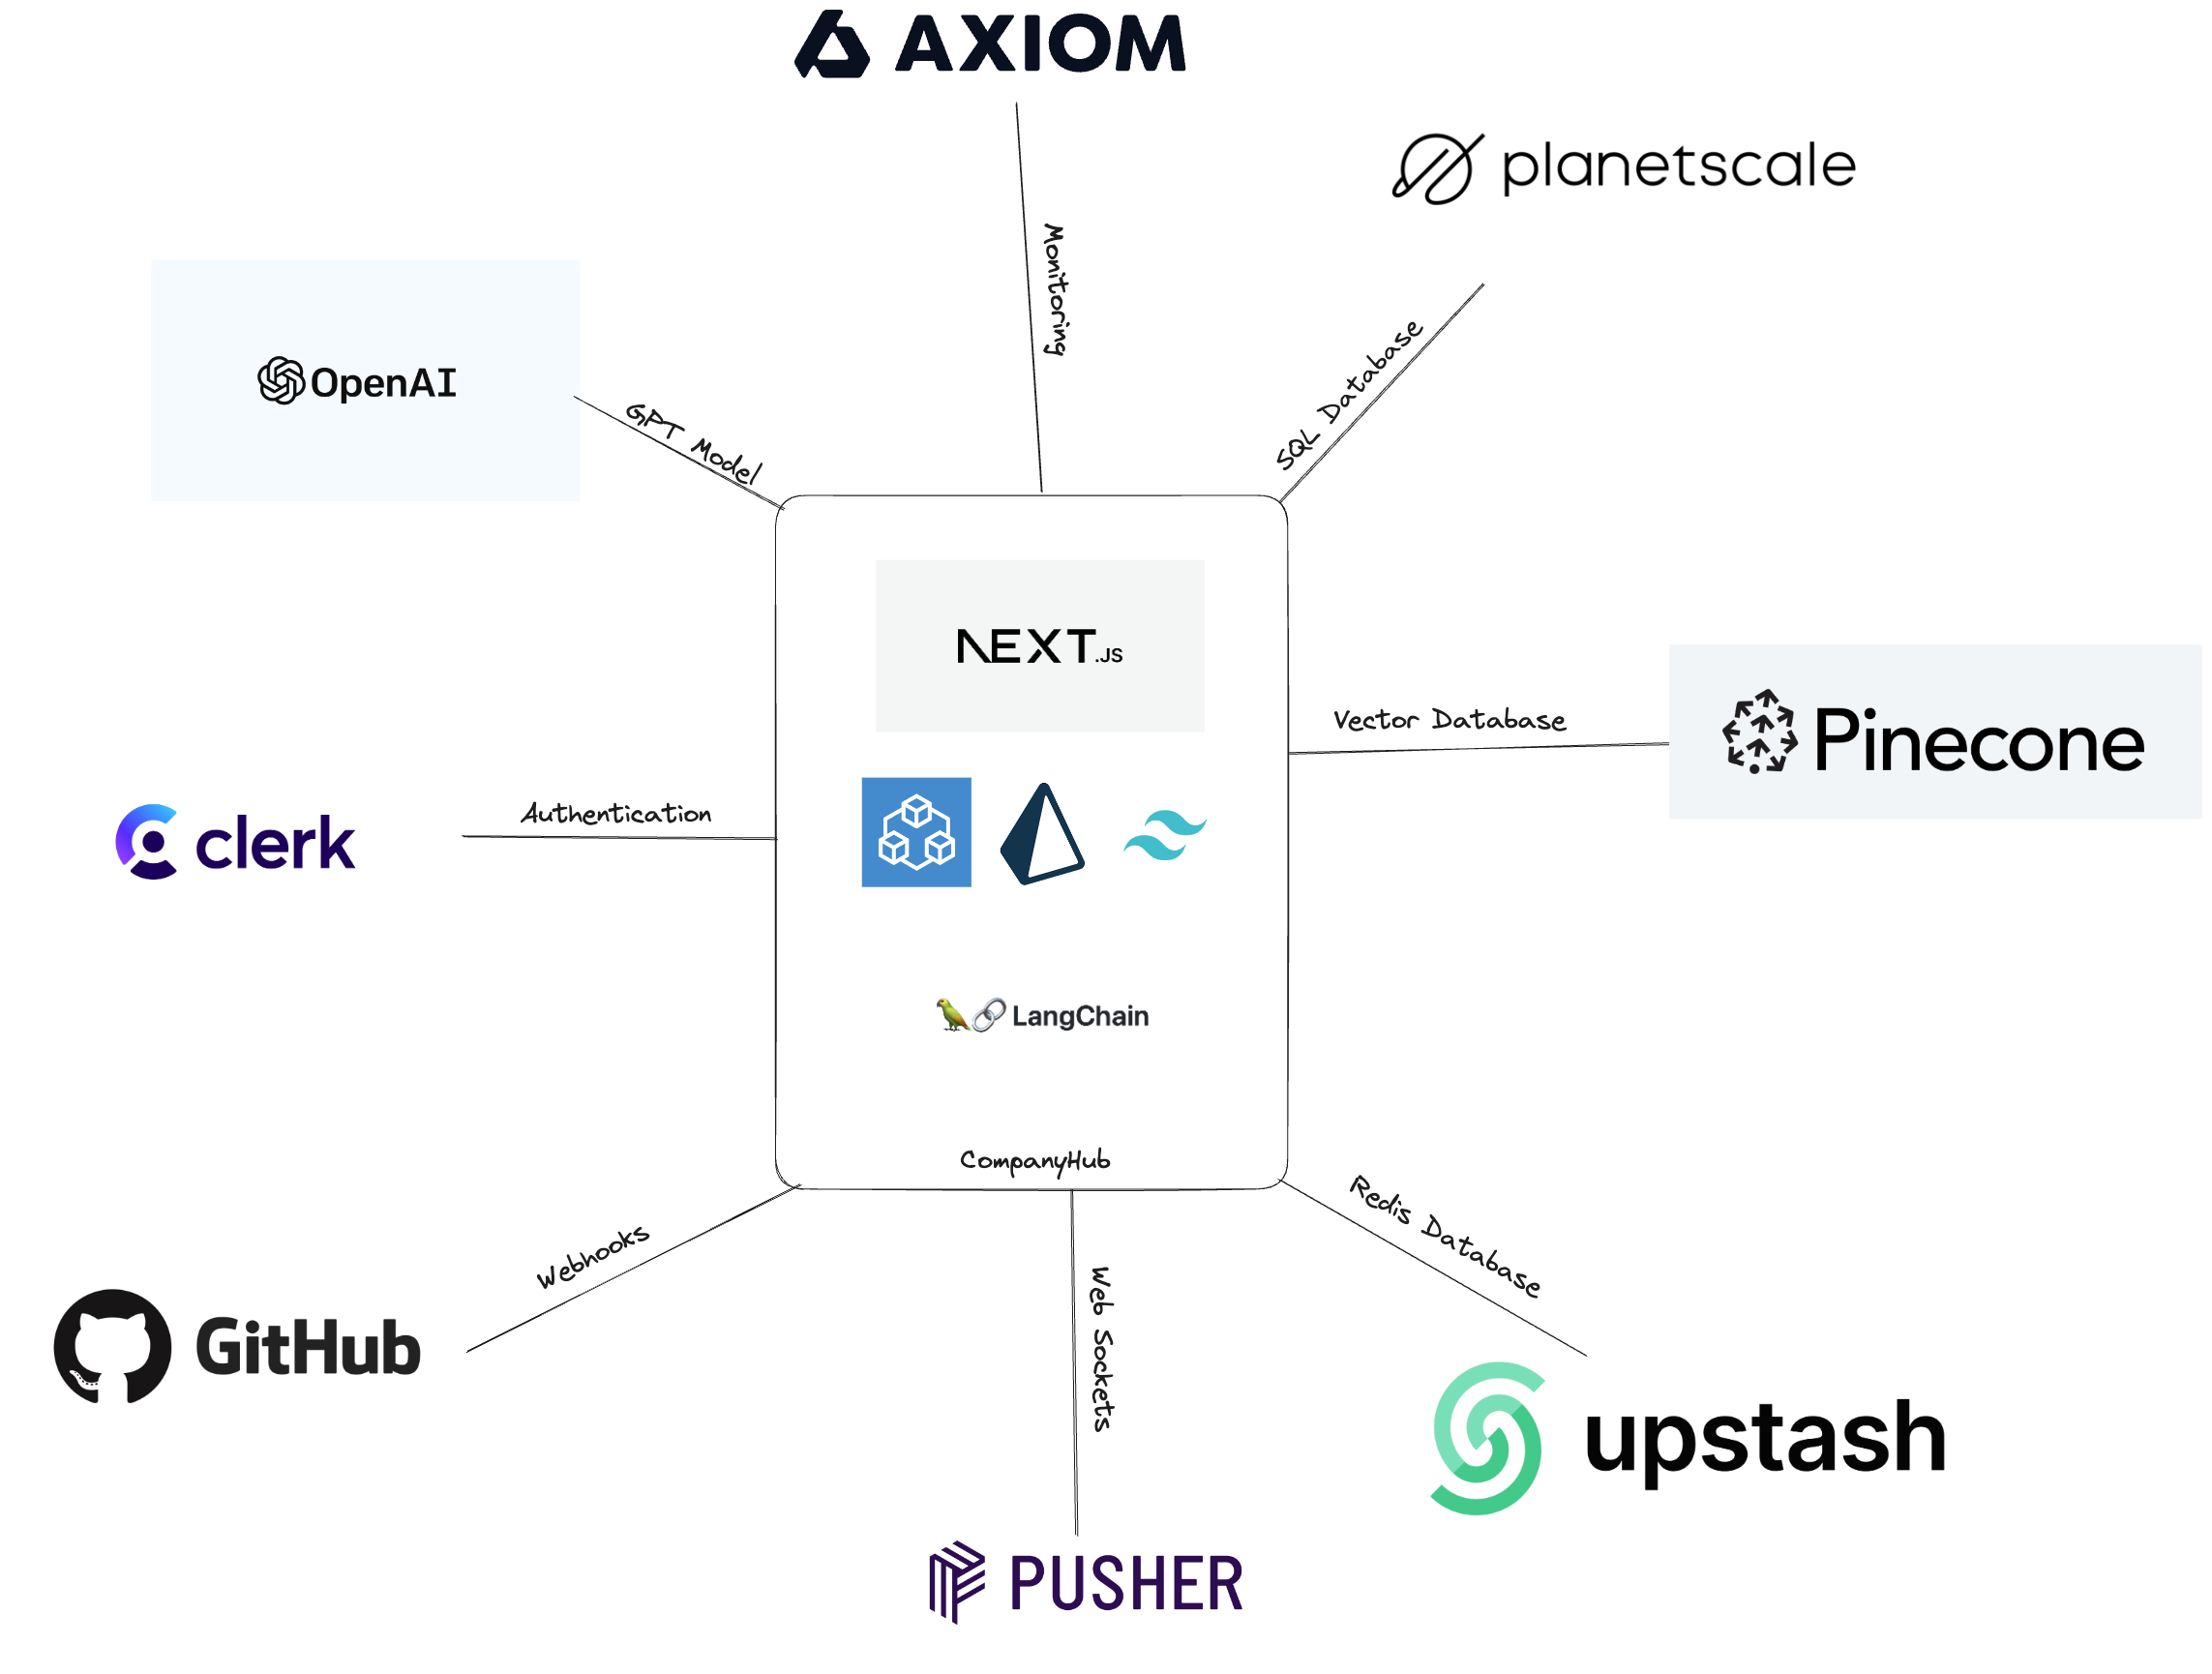 AXIOM
planetscale
Monitoring
OpenAI
GPT Model
SQL Database
NEXT.JS
Vector Database
Pinecone
Authentication
clerk
LangChain
CompanyHub
Webhooks
Redis Database
GitHub
Web Sockets
upstash
PUSHER